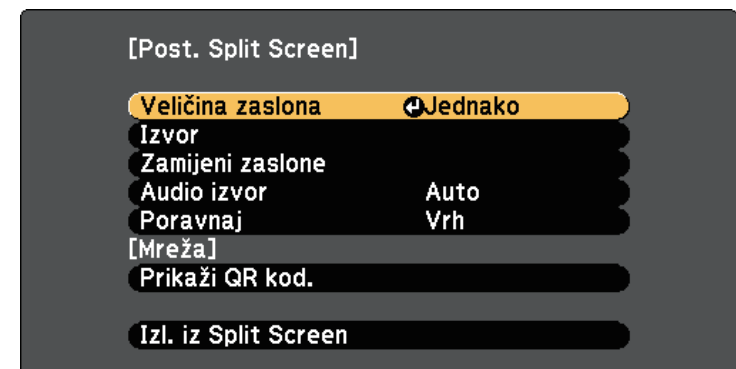 [Post. Split Screen]
Veličina zaslona Jednako
Izvor
Zamijeni zaslone
Audio izvor Auto
Poravnaj Vrh
[Mreža]
Prikaži QR kod.
Izl. iz Split Screen